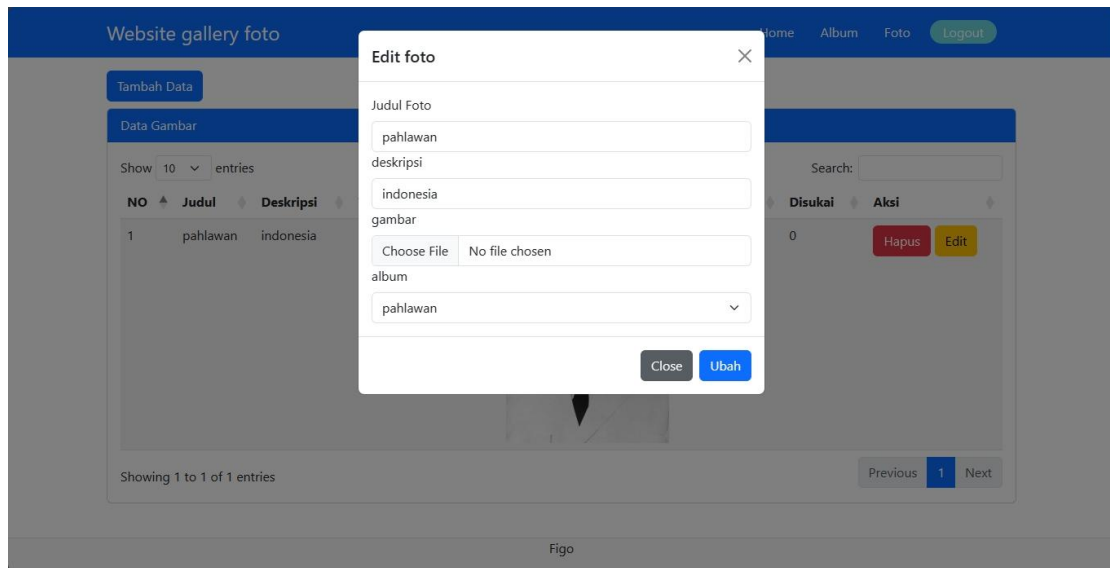 Website gallery foto
Home Album Foto Logout
Tambah Data
Data Gambar
Show 10 entries
Search:
NO Judul Deskripsi Disukai Aksi
1 pahlawan indonesia 0 Hapus Edit
Showing 1 to 1 of 1 entries
Previous 1 Next
Figo
Edit foto
Judul Foto
pahlawan
deskripsi
indonesia
gambar
Choose File No file chosen
album
pahlawan
Close Ubah